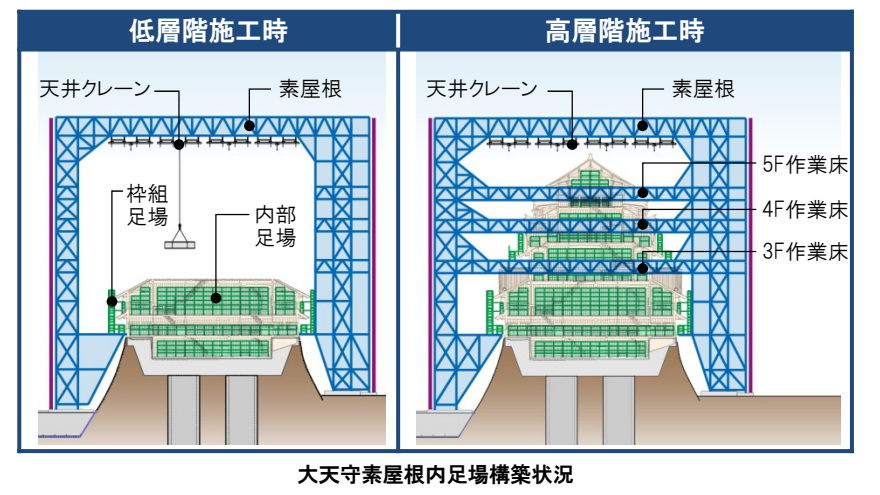 低層階施工時
高層階施工時
天井クレーン
素屋根
枠組
足場
内部
足場
天井クレーン
素屋根
5F作業床
4F作業床
3F作業床
大天守素屋根内足場構築状況